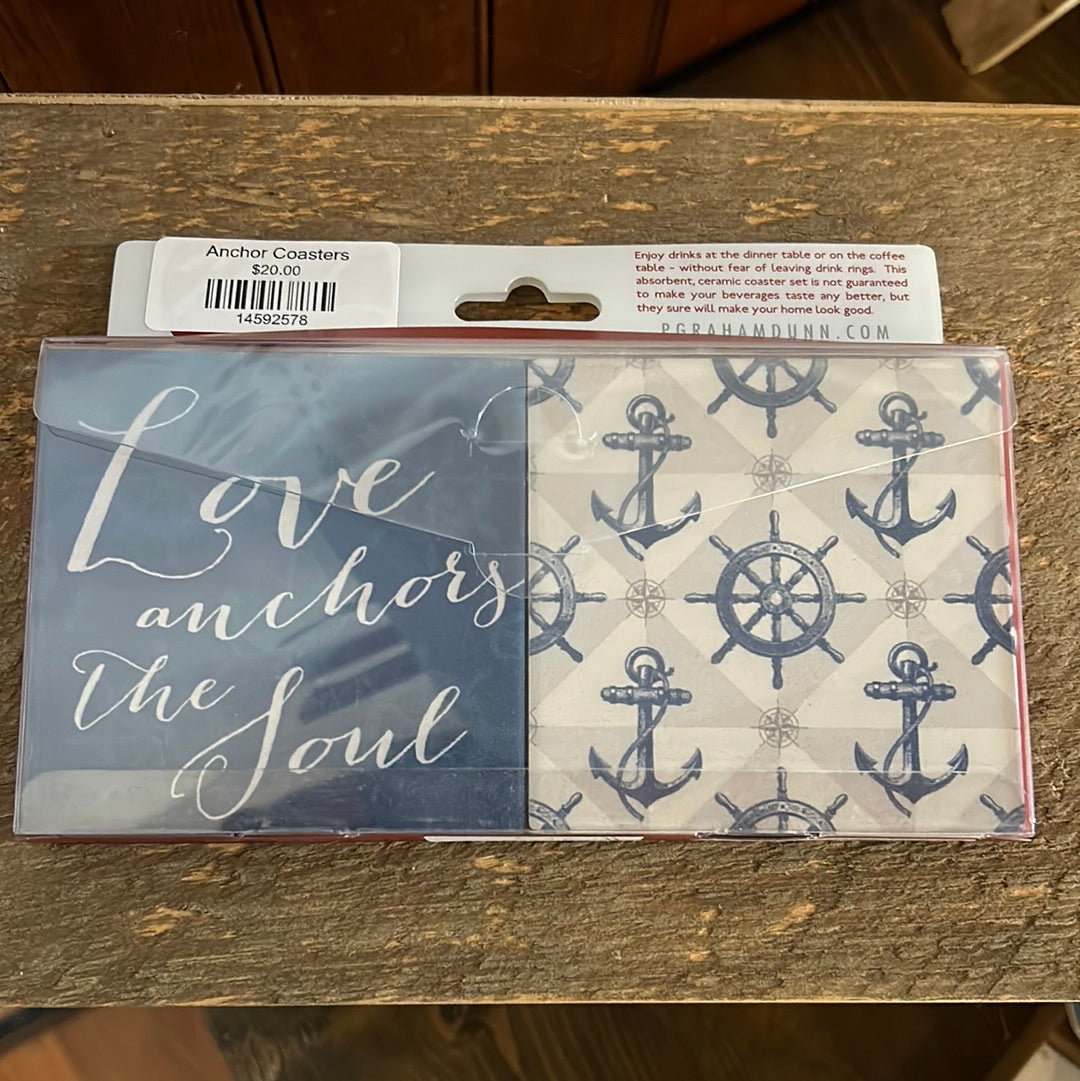 Anchor Coasters
$20.00
14592578
Enjoy drinks at the dinner table or on the coffee
table - without fear of leaving drink rings. This
absorbent, ceramic coaster set is not guaranteed
to make your beverages taste any better, but
they sure will make your home look good.
PGRAHAMDUNN.COM
Love
anchors
The Soul